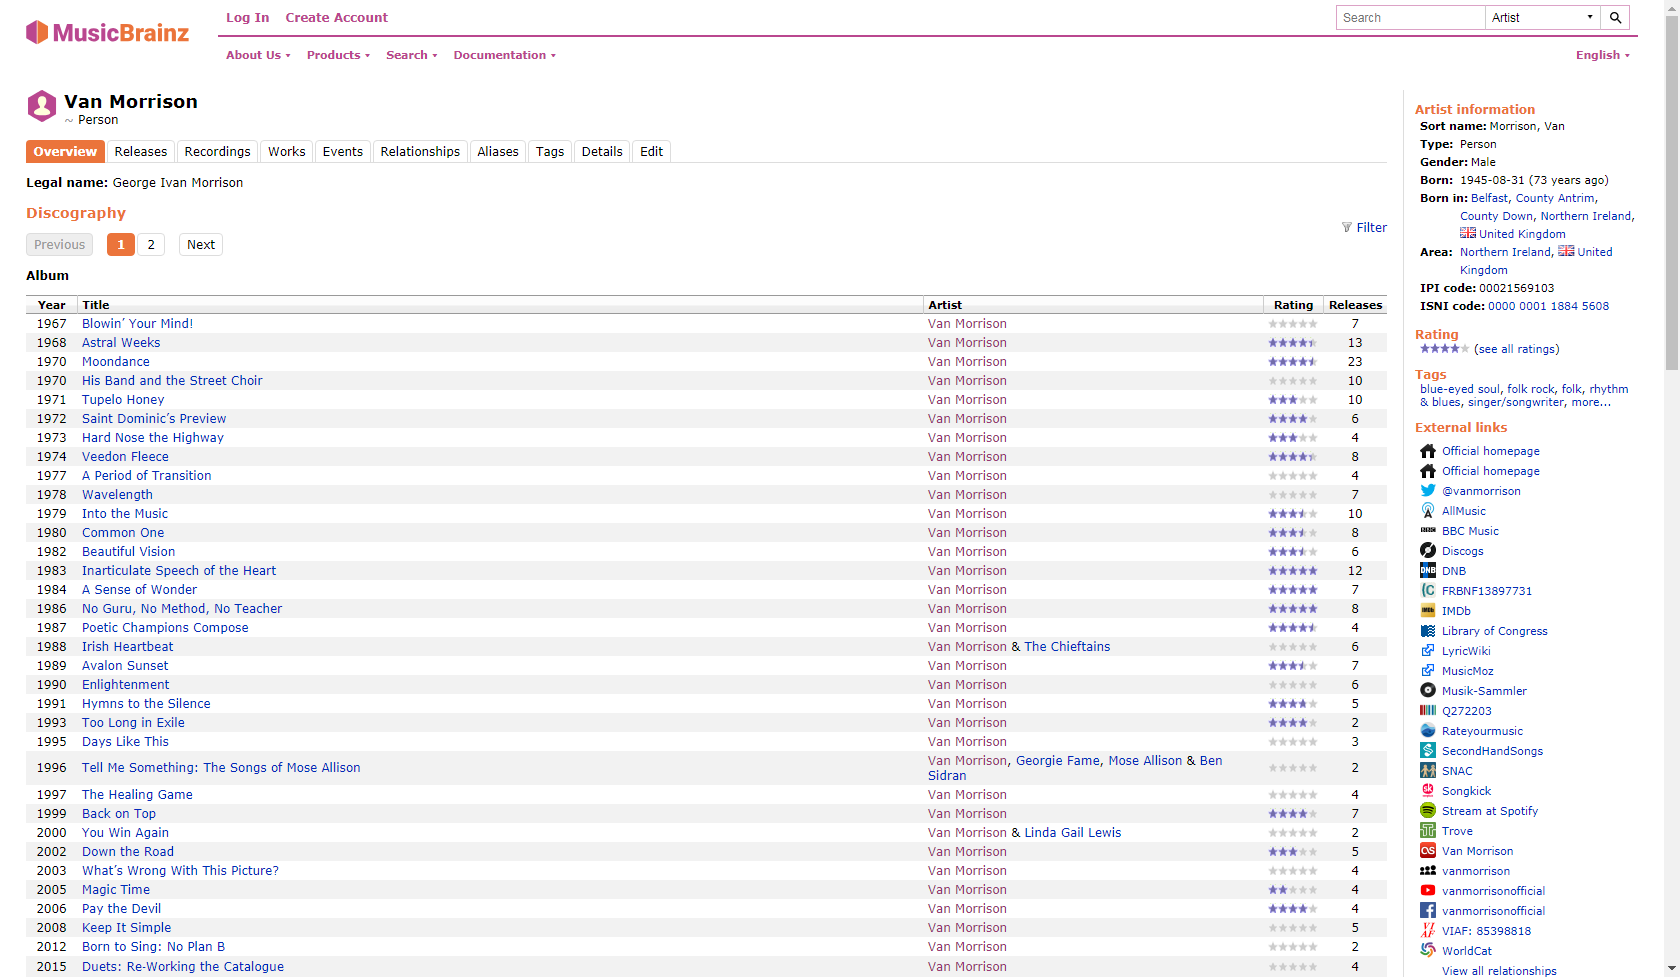 MusicBrainz
Log In Create Account
Search Artist
About Us Products Search Documentation English
Van Morrison
~ Person
Overview Releases Recordings Works Events Relationships Aliases Tags Details Edit
Legal name: George Ivan Morrison
Discography
Filter
Previous 1 2 Next
Album
Year Title Artist Rating Releases
1967 Blowin’ Your Mind! Van Morrison 7
1968 Astral Weeks Van Morrison 13
1970 Moondance Van Morrison 23
1970 His Band and the Street Choir Van Morrison 10
1971 Tupelo Honey Van Morrison 10
1972 Saint Dominic’s Preview Van Morrison 6
1973 Hard Nose the Highway Van Morrison 4
1974 Veedon Fleece Van Morrison 8
1977 A Period of Transition Van Morrison 4
1978 Wavelength Van Morrison 7
1979 Into the Music Van Morrison 10
1980 Common One Van Morrison 8
1982 Beautiful Vision Van Morrison 6
1983 Inarticulate Speech of the Heart Van Morrison 12
1984 A Sense of Wonder Van Morrison 7
1986 No Guru, No Method, No Teacher Van Morrison 8
1987 Poetic Champions Compose Van Morrison 4
1988 Irish Heartbeat Van Morrison & The Chieftains 6
1989 Avalon Sunset Van Morrison 7
1990 Enlightenment Van Morrison 6
1991 Hymns to the Silence Van Morrison 5
1993 Too Long in Exile Van Morrison 2
1995 Days Like This Van Morrison 3
1996 Tell Me Something: The Songs of Mose Allison Van Morrison, Georgie Fame, Mose Allison & Ben
Sidran 2
1997 The Healing Game Van Morrison 4
1999 Back on Top Van Morrison 7
2000 You Win Again Van Morrison & Linda Gail Lewis 2
2002 Down the Road Van Morrison 5
2003 What’s Wrong With This Picture? Van Morrison 4
2005 Magic Time Van Morrison 4
2006 Pay the Devil Van Morrison 4
2008 Keep It Simple Van Morrison 5
2012 Born to Sing: No Plan B Van Morrison 2
2015 Duets: Re-Working the Catalogue Van Morrison 4
Artist information
Sort name: Morrison, Van
Type: Person
Gender: Male
Born: 1945-08-31 (73 years ago)
Born in: Belfast, County Antrim,
County Down, Northern Ireland,
United Kingdom
Area: Northern Ireland, United
Kingdom
IPI code: 00021569103
ISNI code: 0000 0001 1884 5608
Rating
(see all ratings)
Tags
blue-eyed soul, folk rock, folk, rhythm
& blues, singer/songwriter, more...
External links
Official homepage
Official homepage
@vanmorrison
AllMusic
BBC BBC Music
Discogs
DNB DNB
FRBNF13897731
IMDb IMDb
Library of Congress
LyricWiki
MusicMoz
Musik-Sammler
Q272203
Rateyourmusic
SecondHandSongs
SNAC
sk Songkick
Stream at Spotify
Trove
Van Morrison
vanmorrison
vanmorrisonofficial
vanmorrisonofficial
VIAF VIAF: 85398818
WorldCat
View all relationships